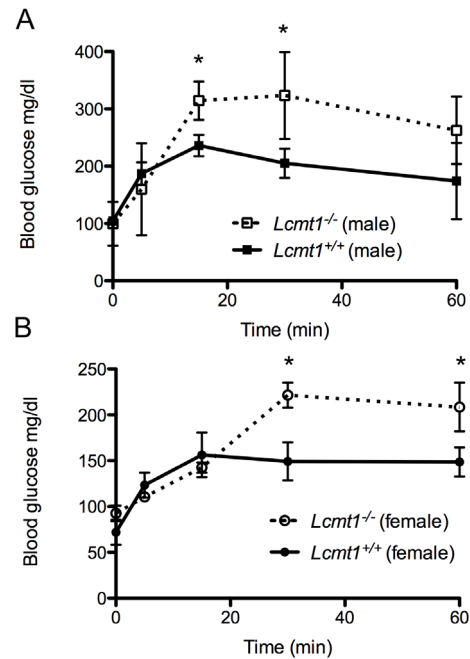 A
*
*
400
300
200
100
0
Blood glucose mg/dl
Lcmt1-/- (male)
Lcmt1+/+ (male)
0
20
40
60
Time (min)
B
*
*
250
200
150
100
50
0
Blood glucose mg/dl
Lcmt1-/- (female)
Lcmt1+/+ (female)
0
20
40
60
Time (min)